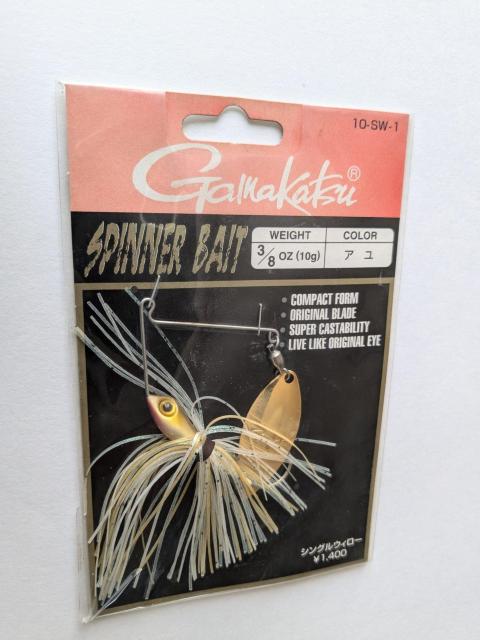 10-SW-1
Gamakatsu®
SPINNER BAIT
WEIGHT COLOR
3/8 OZ (10g) アユ
• COMPACT FORM
• ORIGINAL BLADE
• SUPER CASTABILITY
• LIVE LIKE ORIGINAL EYE
シングルウィロー
¥1,400